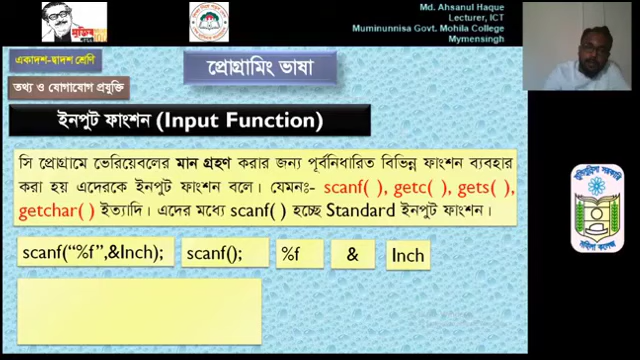 Md. Ahsanul Haque
Lecturer, ICT
Muminunnisa Govt. Mohila College
Mymensingh
একাদশ-দ্বাদশ শ্রেণি
প্রোগ্রামিং ভাষা
তথ্য ও যোগাযোগ প্রযুক্তি
ইনপুট ফাংশন (Input Function)
সি প্রোগ্রামে ভেরিয়েবলের মান গ্রহণ করার জন্য পূর্বনিধারিত বিভিন্ন ফাংশন ব্যবহার
করা হয় এদেরকে ইনপুট ফাংশন বলে। যেমনঃ- scanf( ), getc( ), gets( ),
getchar( ) ইত্যাদি। এদের মধ্যে scanf( ) হচ্ছে Standard ইনপুট ফাংশন।
scanf(“%f”,&Inch);
scanf();
%f
&
Inch